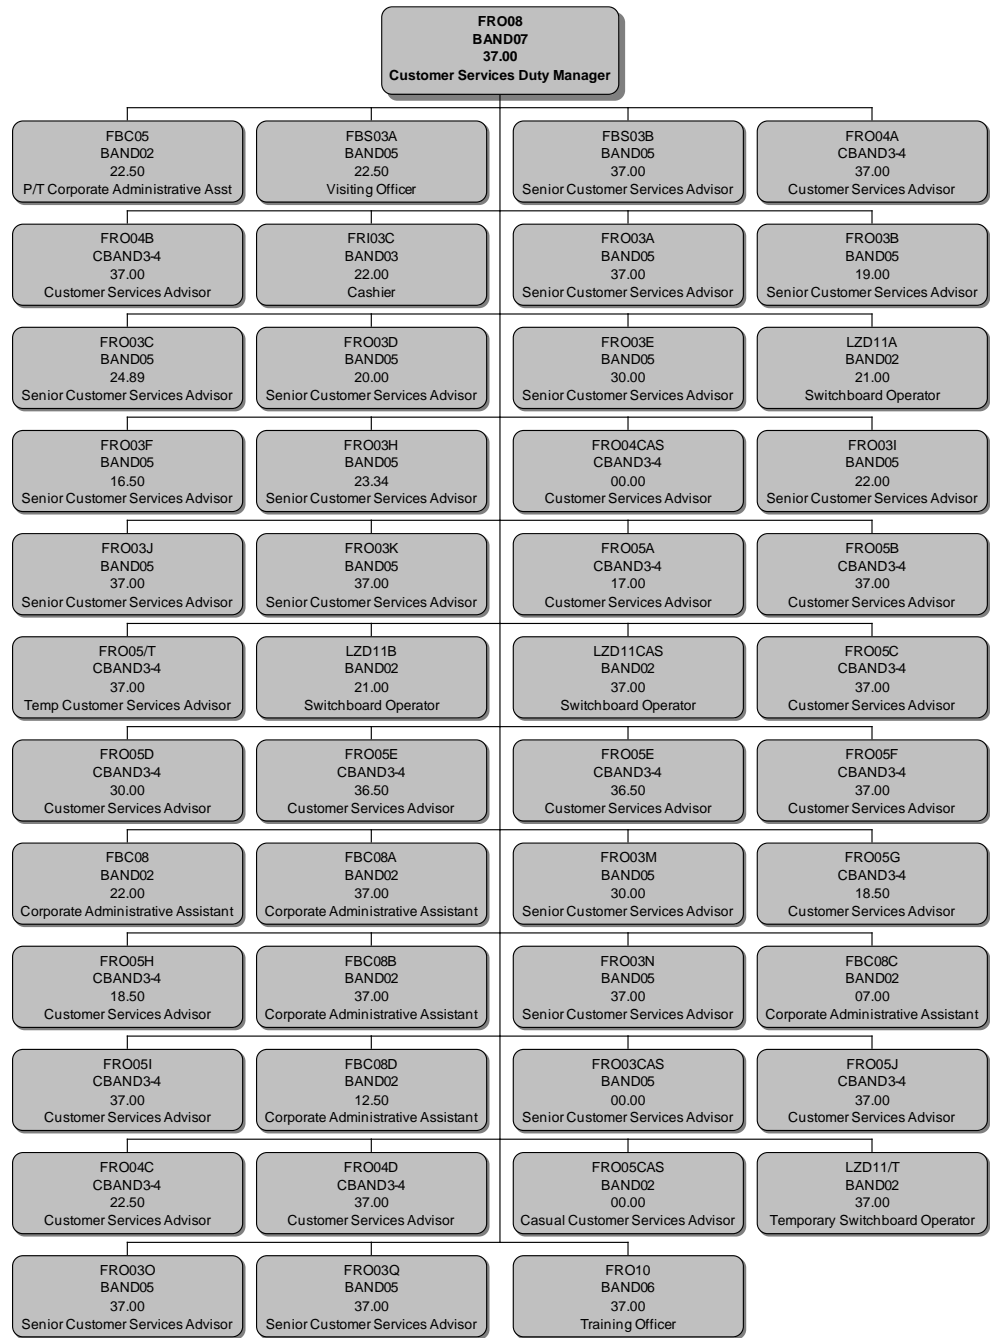 FRO08
BAND07
37.00
Customer Services Duty Manager
FBC05
BAND02
22.50
P/T Corporate Administrative Asst
FBS03A
BAND05
22.50
Visiting Officer
FBS03B
BAND05
37.00
Senior Customer Services Advisor
FRO04A
CBAND3-4
37.00
Customer Services Advisor
FRO04B
CBAND3-4
37.00
Customer Services Advisor
FRI03C
BAND03
22.00
Cashier
FRO03A
BAND05
37.00
Senior Customer Services Advisor
FRO03B
BAND05
19.00
Senior Customer Services Advisor
FRO03C
BAND05
24.89
Senior Customer Services Advisor
FRO03D
BAND05
20.00
Senior Customer Services Advisor
FRO03E
BAND05
30.00
Senior Customer Services Advisor
LZD11A
BAND02
21.00
Switchboard Operator
FRO03F
BAND05
16.50
Senior Customer Services Advisor
FRO03H
BAND05
23.34
Senior Customer Services Advisor
FRO04CAS
CBAND3-4
00.00
Customer Services Advisor
FRO03I
BAND05
22.00
Senior Customer Services Advisor
FRO03J
BAND05
37.00
Senior Customer Services Advisor
FRO03K
BAND05
37.00
Senior Customer Services Advisor
FRO05A
CBAND3-4
17.00
Customer Services Advisor
FRO05B
CBAND3-4
37.00
Customer Services Advisor
FRO05/T
CBAND3-4
37.00
Temp Customer Services Advisor
LZD11B
BAND02
21.00
Switchboard Operator
LZD11CAS
BAND02
37.00
Switchboard Operator
FRO05C
CBAND3-4
37.00
Customer Services Advisor
FRO05D
CBAND3-4
30.00
Customer Services Advisor
FRO05E
CBAND3-4
36.50
Customer Services Advisor
FRO05E
CBAND3-4
36.50
Customer Services Advisor
FRO05F
CBAND3-4
37.00
Customer Services Advisor
FBC08
BAND02
22.00
Corporate Administrative Assistant
FBC08A
BAND02
37.00
Corporate Administrative Assistant
FRO03M
BAND05
30.00
Senior Customer Services Advisor
FRO05G
CBAND3-4
18.50
Customer Services Advisor
FRO05H
CBAND3-4
18.50
Customer Services Advisor
FBC08B
BAND02
37.00
Corporate Administrative Assistant
FRO03N
BAND05
37.00
Senior Customer Services Advisor
FBC08C
BAND02
07.00
Corporate Administrative Assistant
FRO05I
CBAND3-4
37.00
Customer Services Advisor
FBC08D
BAND02
12.50
Corporate Administrative Assistant
FRO03CAS
BAND05
00.00
Senior Customer Services Advisor
FRO05J
CBAND3-4
37.00
Customer Services Advisor
FRO04C
CBAND3-4
22.50
Customer Services Advisor
FRO04D
CBAND3-4
37.00
Customer Services Advisor
FRO05CAS
BAND02
00.00
Casual Customer Services Advisor
LZD11/T
BAND02
37.00
Temporary Switchboard Operator
FRO03O
BAND05
37.00
Senior Customer Services Advisor
FRO03Q
BAND05
37.00
Senior Customer Services Advisor
FRO10
BAND06
37.00
Training Officer